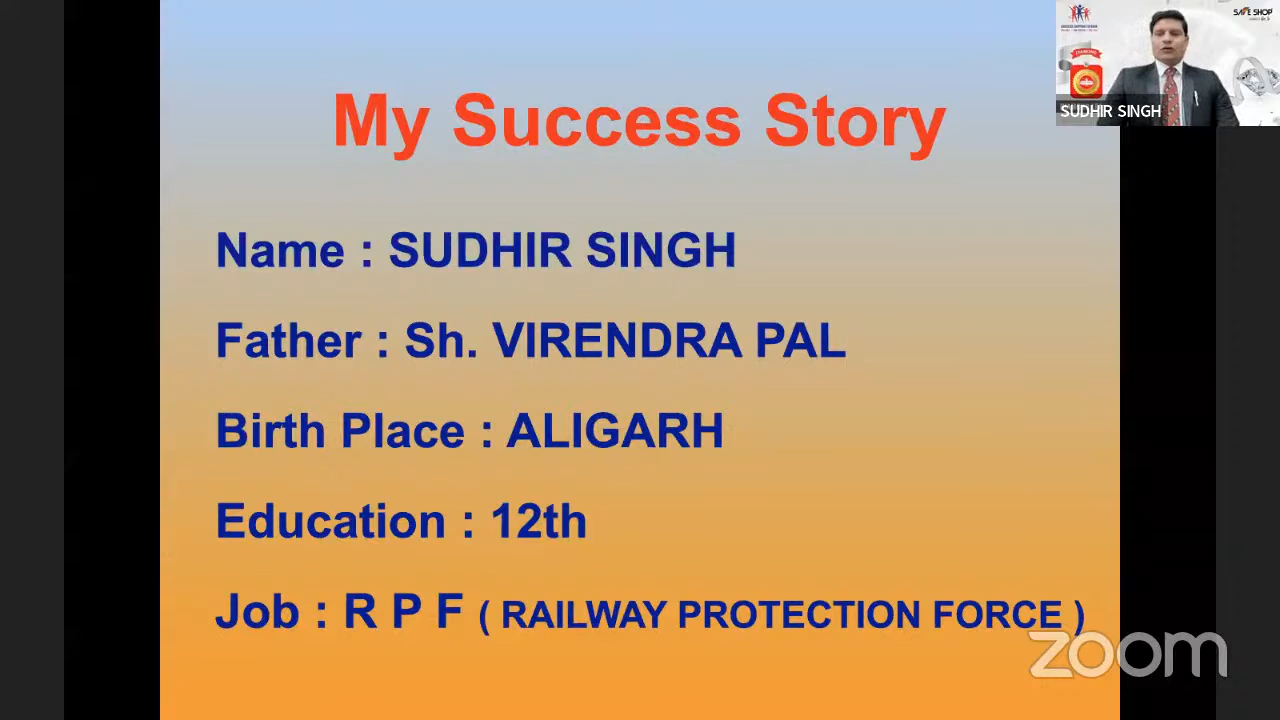 My Success Story
SAFE SHOP
SUDHIR SINGH
Name : SUDHIR SINGH
Father : Sh. VIRENDRA PAL
Birth Place : ALIGARH
Education : 12th
Job : R P F ( RAILWAY PROTECTION FORCE )
zoom